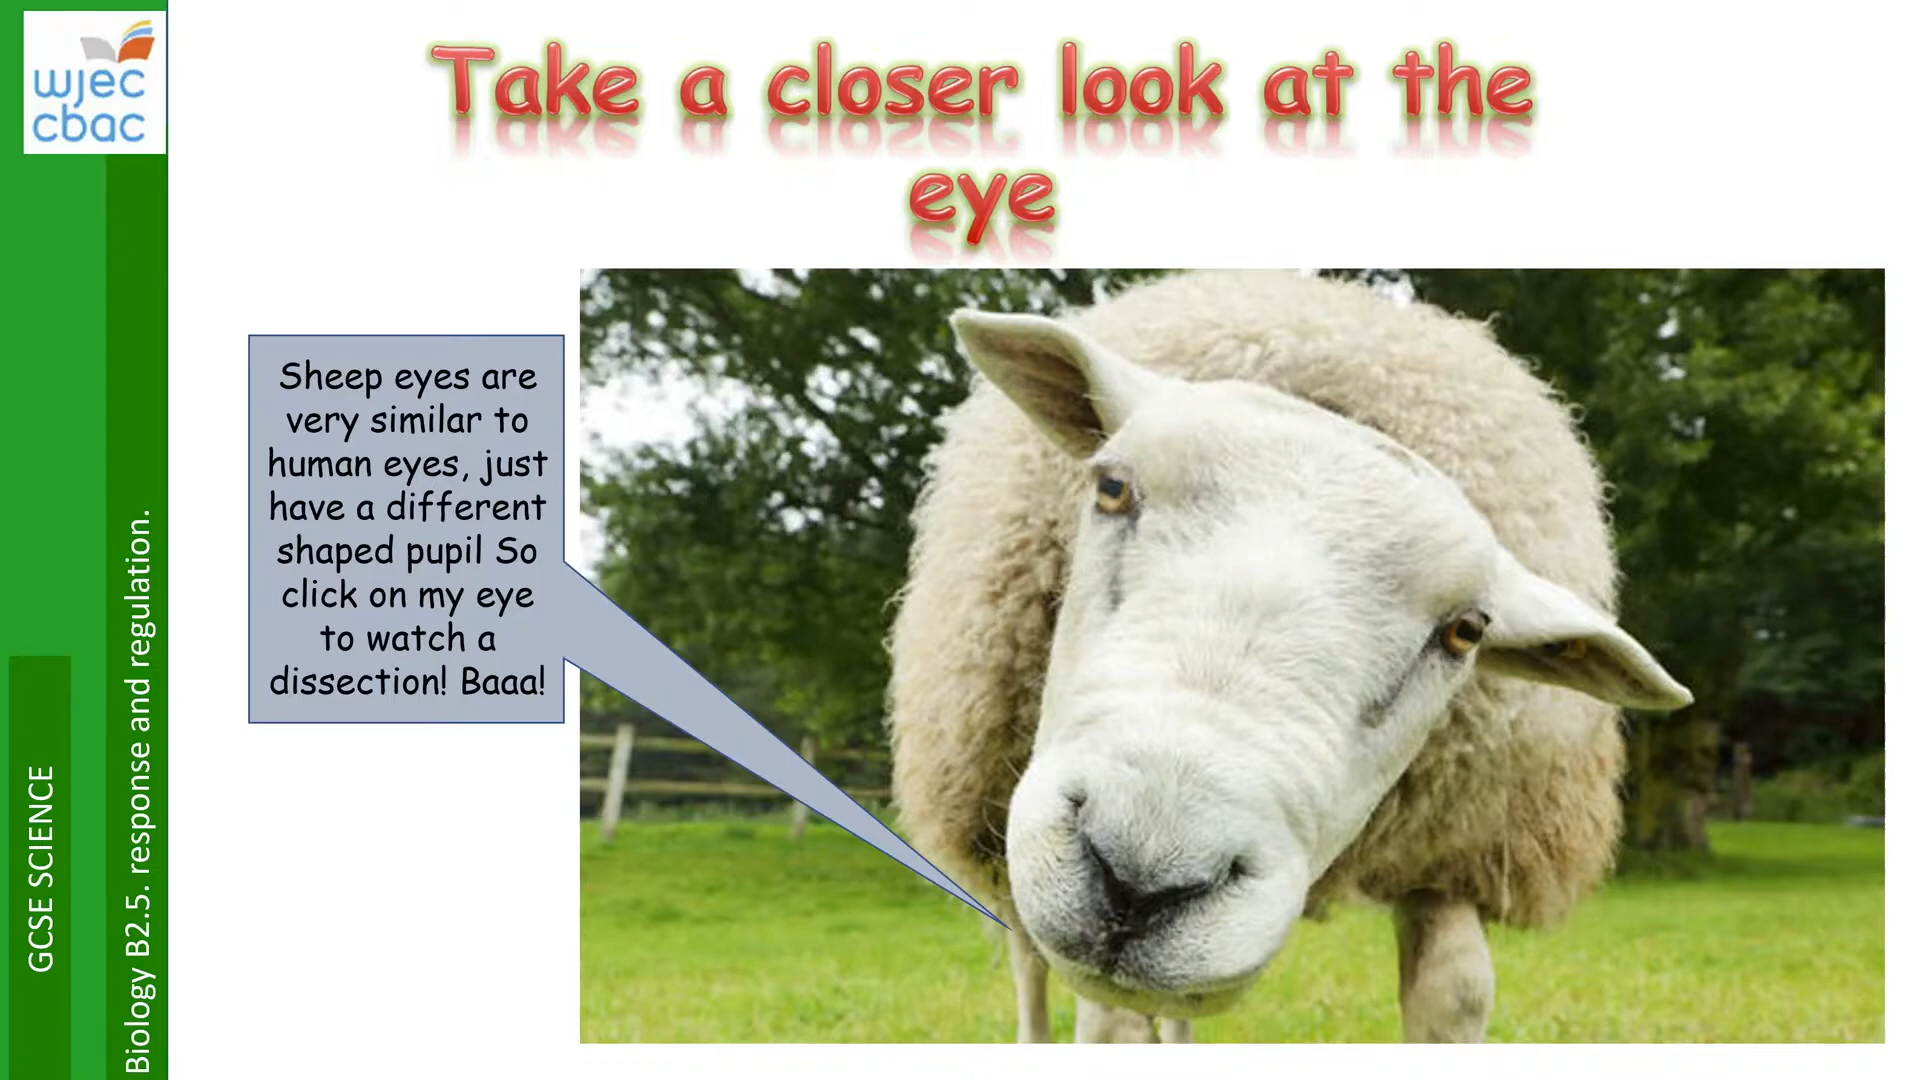 wjec
cbac
Take a closer look at the
eye
Sheep eyes are
very similar to
human eyes, just
have a different
shaped pupil So
click on my eye
to watch a
dissection! Baaa!
GCSE SCIENCE
Biology B2.5. response and regulation.